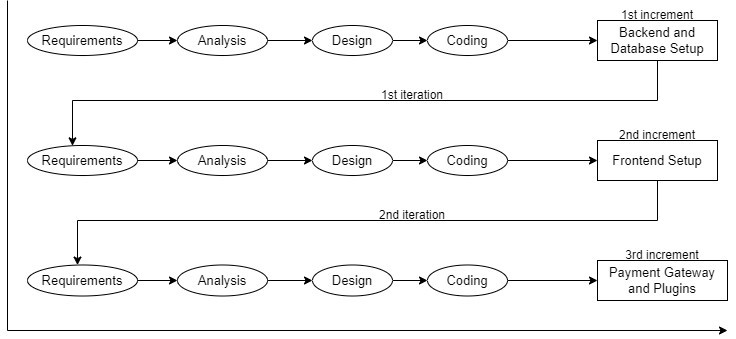 1st increment
Requirements
Analysis
Design
Coding
Backend and
Database Setup
1st iteration
2nd increment
Requirements
Analysis
Design
Coding
Frontend Setup
2nd iteration
3rd increment
Requirements
Analysis
Design
Coding
Payment Gateway
and Plugins